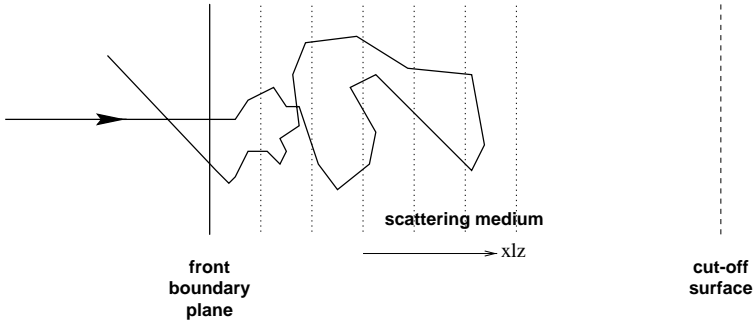 scattering medium
xlz
front
boundary
plane
cut-off
surface